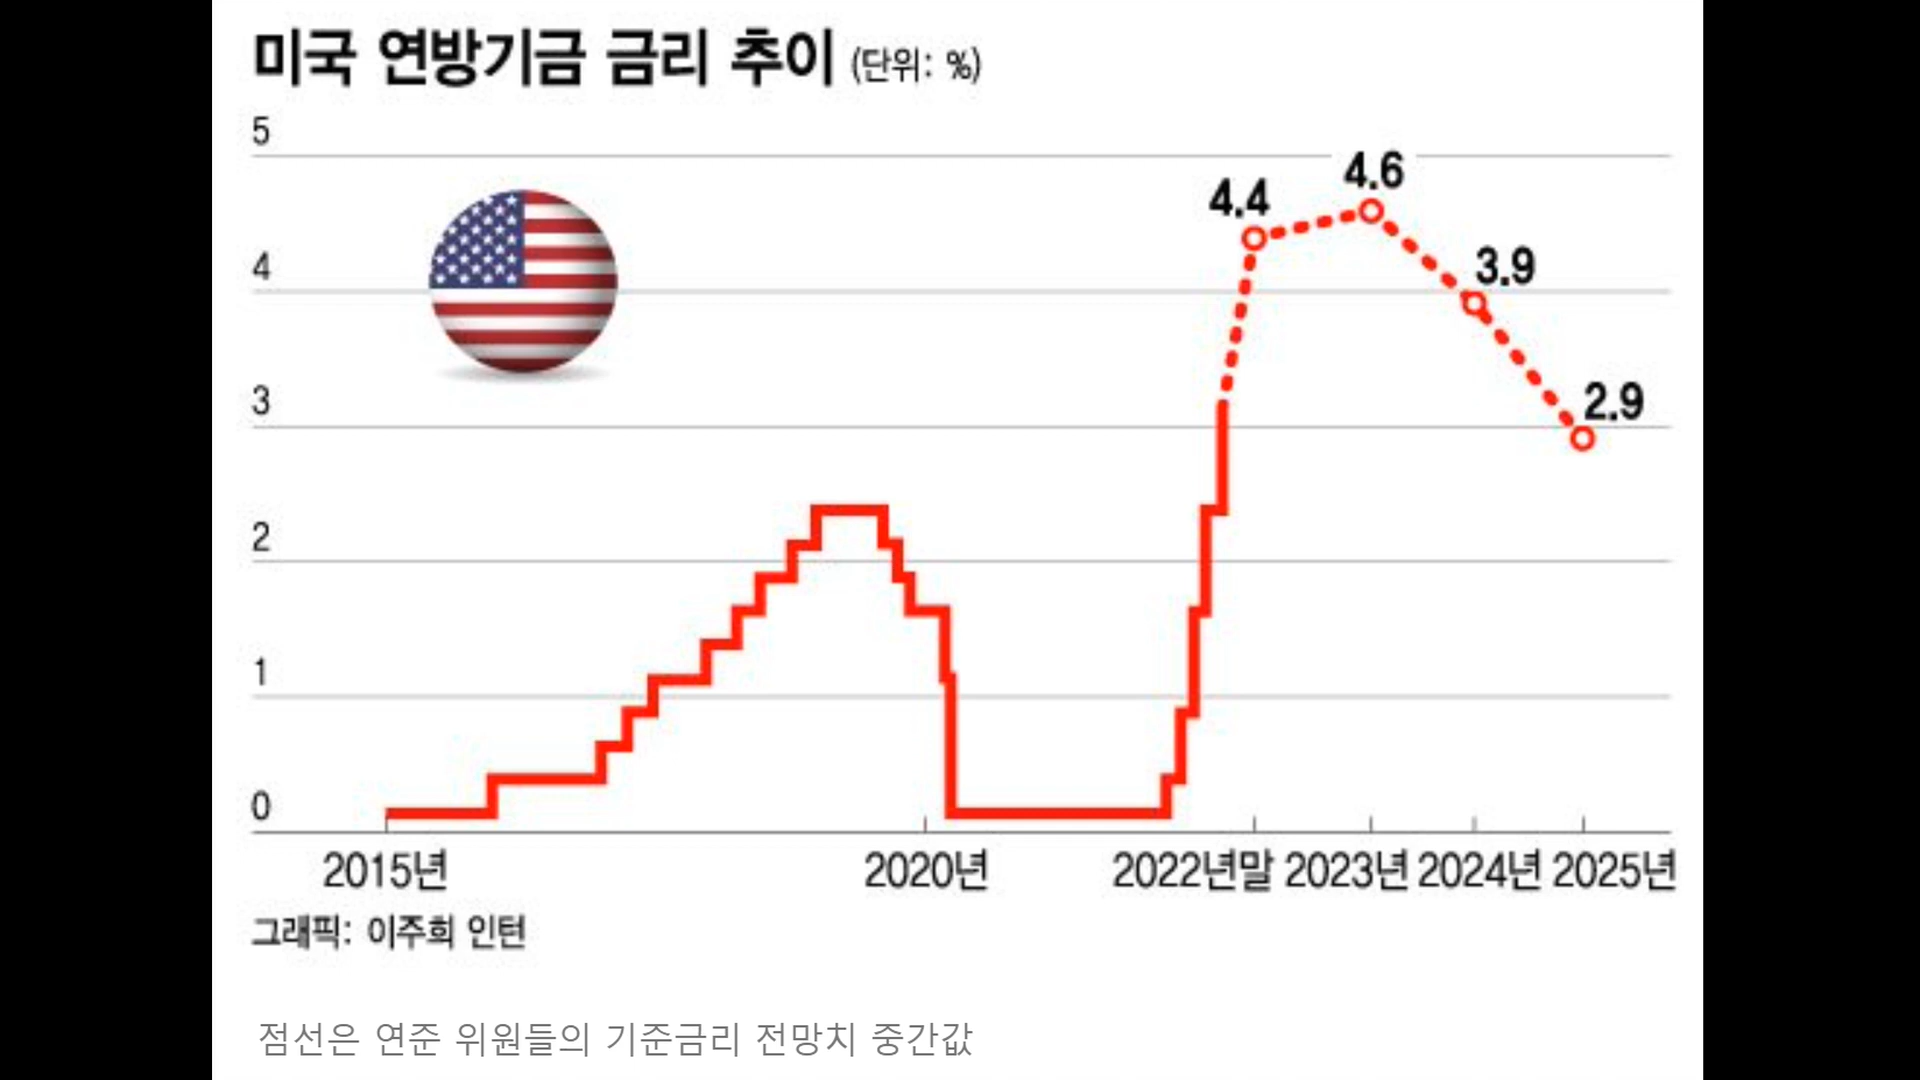 미국 연방기금 금리 추이 (단위: %)
5
4
3
2
1
0
4.4
4.6
3.9
2.9
2015년 2020년 2022년말 2023년 2024년 2025년
그래픽: 이주희 인턴
점선은 연준 위원들의 기준금리 전망치 중간값